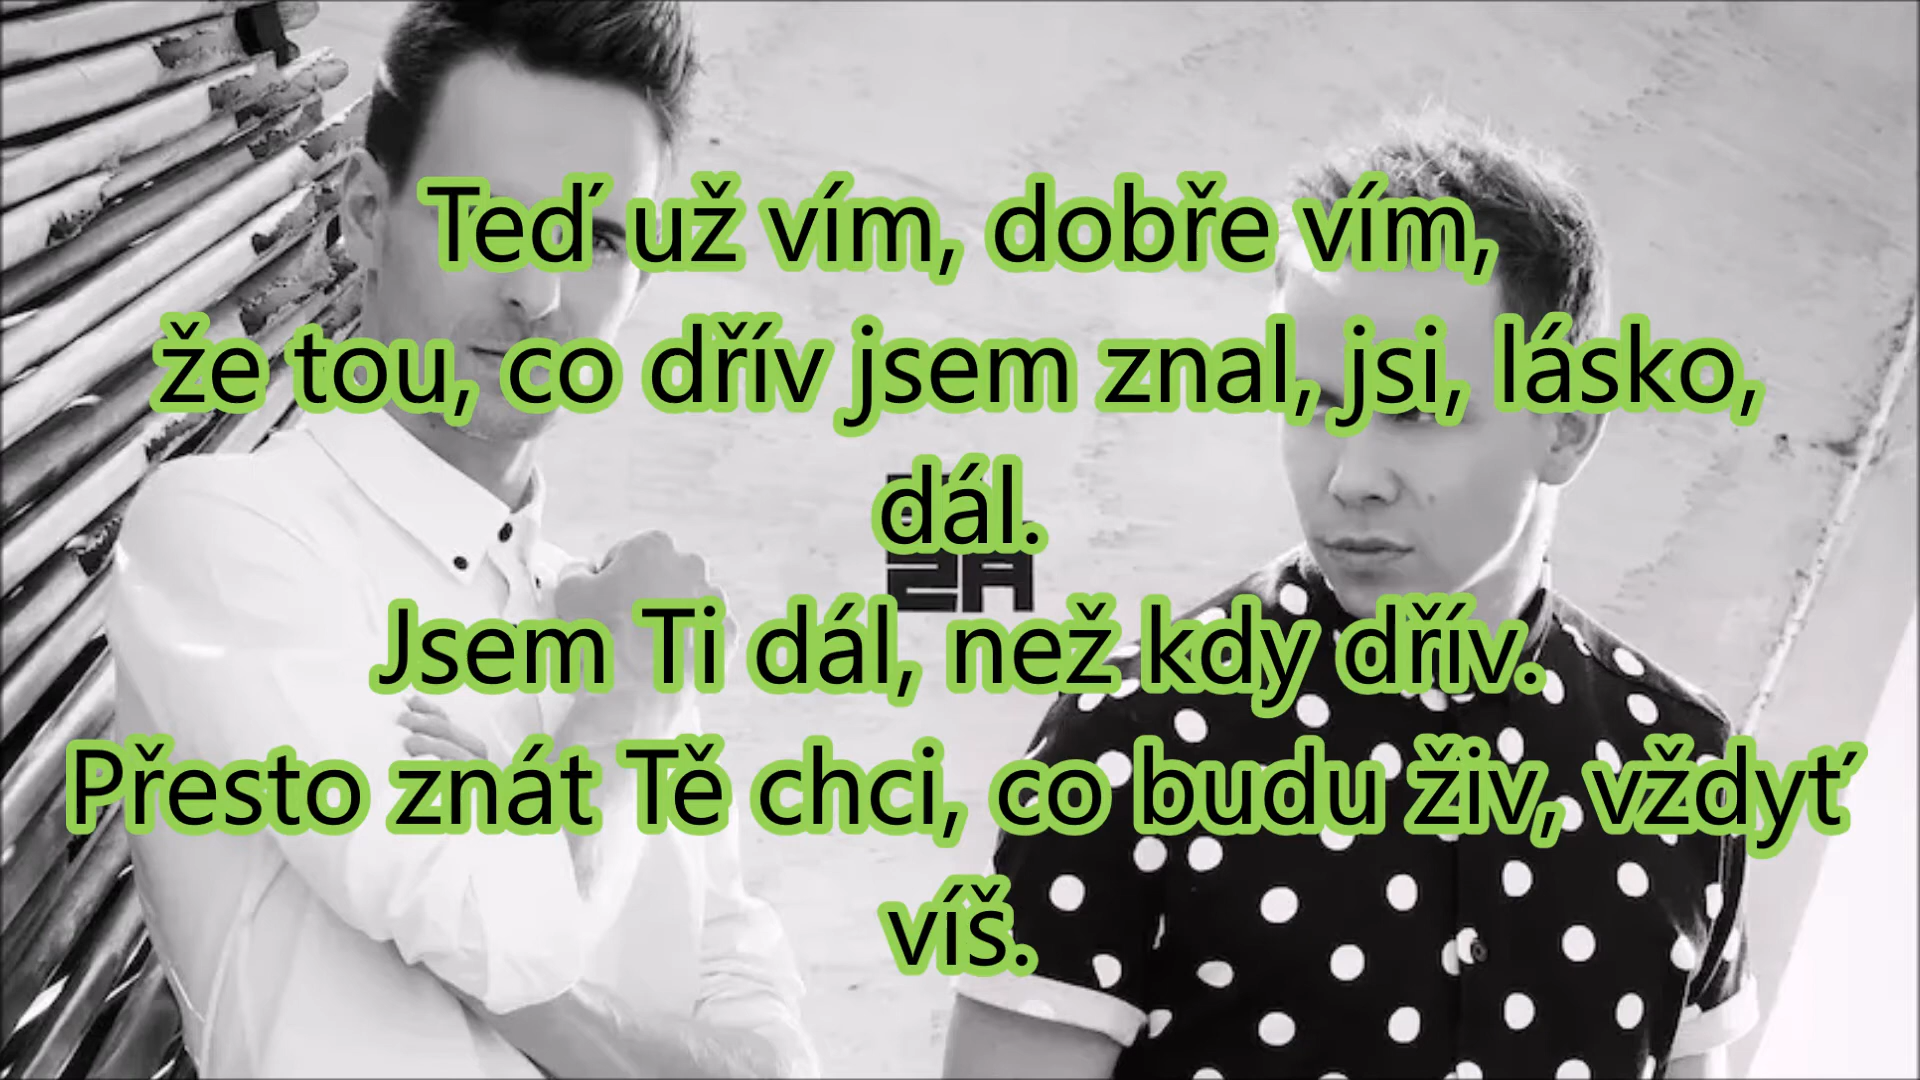 Teď už vím, dobře vím,
že tou, co dřív jsem znal, jsi, lásko,
dál.
ZA
Jsem Ti dál, než kdy dřív.
Přesto znát Tě chci, co budu živ, vždyť
víš.